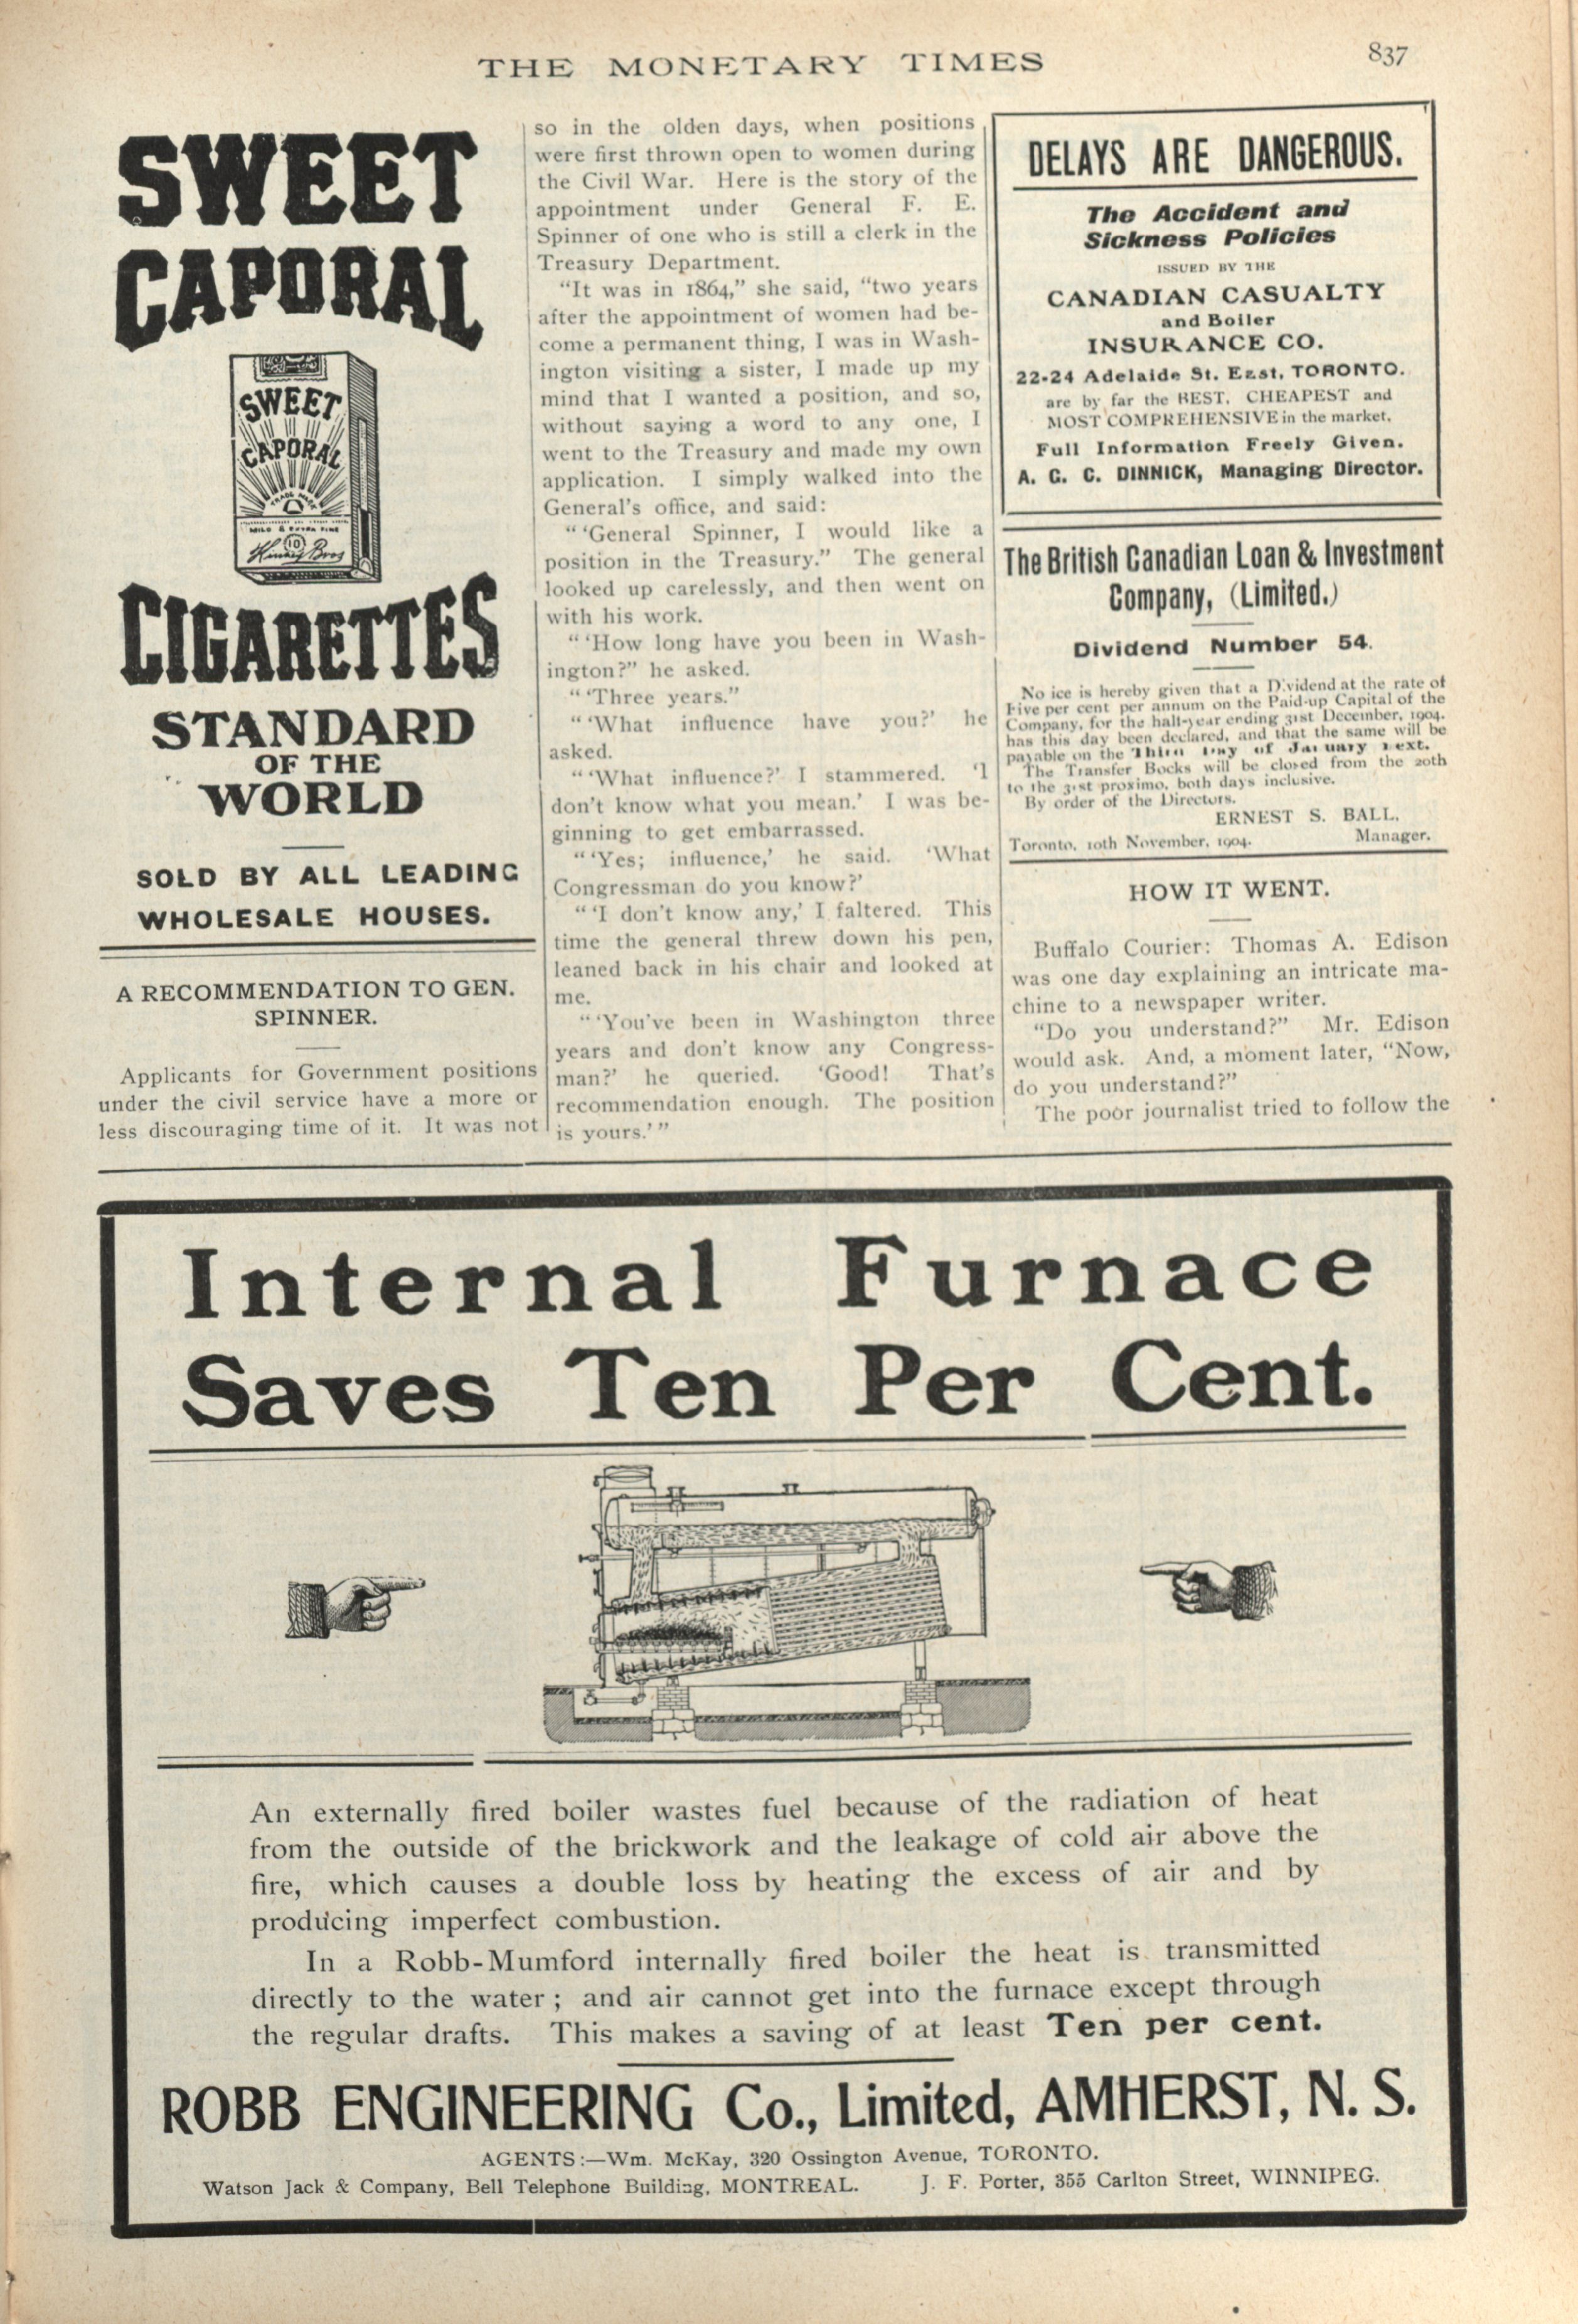 THE MONETARY TIMES
837
SWEET
CAPORAL
SWEET
CAPORAL
TRADE MARK
MILD & EXTRA FINE
10
Kinney Bros
CIGARETTES
STANDARD
OF THE
WORLD
SOLD BY ALL LEADING
WHOLESALE HOUSES.
A RECOMMENDATION TO GEN.
SPINNER.
Applicants for Government positions
under the civil service have a more or
less discouraging time of it. It was not
so in the olden days, when positions
were first thrown open to women during
the Civil War. Here is the story of the
appointment under General F. E.
Spinner of one who is still a clerk in the
Treasury Department.
“It was in 1864,” she said, “two years
after the appointment of women had be-
come a permanent thing, I was in Wash-
ington visiting a sister, I made up my
mind that I wanted a position, and so,
without saying a word to any one, I
went to the Treasury and made my own
application. I simply walked into the
General’s office, and said:
“ ‘General Spinner, I would like a
position in the Treasury.” The general
looked up carelessly, and then went on
with his work.
“ ‘How long have you been in Wash-
ington?” he asked.
“ ‘Three years.”
“ ‘What influence have you?’ he
asked.
“ ‘What influence?’ I stammered. ‘I
don’t know what you mean.’ I was be-
ginning to get embarrassed.
“ ‘Yes; influence,’ he said. ‘What
Congressman do you know?’
“ ‘I don’t know any,’ I faltered. This
time the general threw down his pen,
leaned back in his chair and looked at
me.
“ ‘You’ve been in Washington three
years and don’t know any Congress-
man?’ he queried. ‘Good! That’s
recommendation enough. The position
is yours.’ ”
DELAYS ARE DANGEROUS.
The Accident and
Sickness Policies
ISSUED BY THE
CANADIAN CASUALTY
and Boiler
INSURANCE CO.
22-24 Adelaide St. East, TORONTO.
are by far the BEST, CHEAPEST and
MOST COMPREHENSIVE in the market.
Full Information Freely Given.
A. G. C. DINNICK, Managing Director.
The British Canadian Loan & Investment
Company, (Limited.)
Dividend Number 54.
No ice is hereby given that a Dividend at the rate of
Five per cent per annum on the Paid-up Capital of the
Company, for the half-year ending 31st December, 1904.
has this day been declared, and that the same will be
payable on the Third Day of January next.
The Transfer Books will be closed from the 20th
to the 31st proximo, both days inclusive.
By order of the Directors.
ERNEST S. BALL,
Manager.
Toronto, 10th November, 1904.
HOW IT WENT.
Buffalo Courier: Thomas A. Edison
was one day explaining an intricate ma-
chine to a newspaper writer.
“Do you understand?” Mr. Edison
would ask. And, a moment later, “Now,
do you understand?”
The poor journalist tried to follow the
Internal Furnace
Saves Ten Per Cent.
An externally fired boiler wastes fuel because of the radiation of heat
from the outside of the brickwork and the leakage of cold air above the
fire, which causes a double loss by heating the excess of air and by
producing imperfect combustion.
In a Robb-Mumford internally fired boiler the heat is transmitted
directly to the water; and air cannot get into the furnace except through
the regular drafts. This makes a saving of at least Ten per cent.
ROBB ENGINEERING Co., Limited, AMHERST, N. S.
AGENTS:—Wm. McKay, 320 Ossington Avenue, TORONTO.
Watson Jack & Company, Bell Telephone Building, MONTREAL. J. F. Porter, 355 Carlton Street, WINNIPEG.